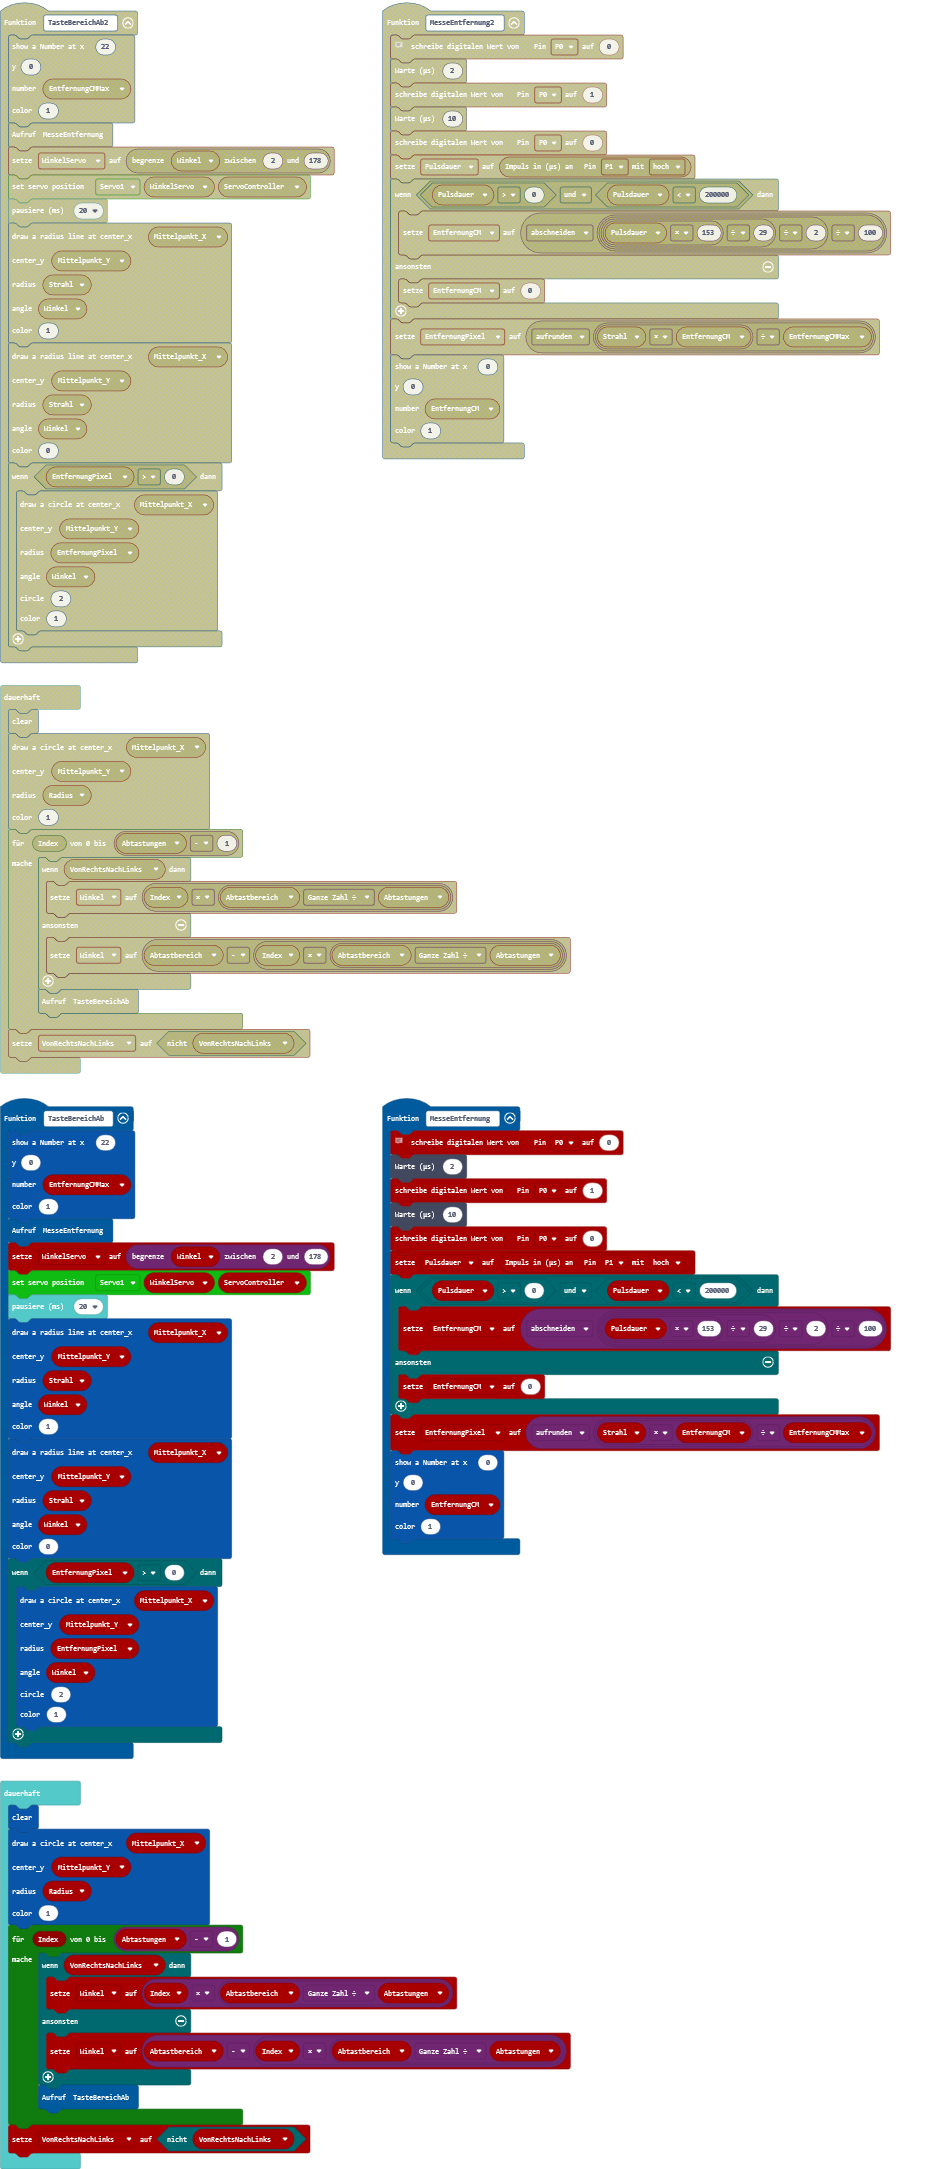 Funktion TasteBereichAb2
show a Number at x 22
y 0
number EntfernungCMMax
color 1
Aufruf MesseEntfernung
setze WinkelServo auf begrenze Winkel zwischen 2 und 178
set servo position Servo1 WinkelServo ServoController
pausiere (ms) 20
draw a radius line at center_x Mittelpunkt_X
center_y Mittelpunkt_Y
radius Strahl
angle Winkel
color 1
draw a radius line at center_x Mittelpunkt_X
center_y Mittelpunkt_Y
radius Strahl
angle Winkel
color 0
wenn EntfernungPixel > 0 dann
draw a circle at center_x Mittelpunkt_X
center_y Mittelpunkt_Y
radius EntfernungPixel
angle Winkel
circle 2
color 1
Funktion MesseEntfernung2
schreibe digitalen Wert von Pin P0 auf 0
Warte (µs) 2
schreibe digitalen Wert von Pin P0 auf 1
Warte (µs) 10
schreibe digitalen Wert von Pin P0 auf 0
setze Pulsdauer auf Impuls in (µs) an Pin P1 mit hoch
wenn Pulsdauer > 0 und Pulsdauer < 200000 dann
setze EntfernungCM auf abschneiden Pulsdauer × 153 ÷ 29 ÷ 2 ÷ 100
ansonsten
setze EntfernungCM auf 0
setze EntfernungPixel auf aufrunden Strahl × EntfernungCM ÷ EntfernungCMMax
show a Number at x 0
y 0
number EntfernungCM
color 1
dauerhaft
clear
draw a circle at center_x Mittelpunkt_X
center_y Mittelpunkt_Y
radius Radius
color 1
für Index von 0 bis Abtastungen - 1
mache
wenn VonRechtsNachLinks dann
setze Winkel auf Index × Abtastbereich Ganze Zahl ÷ Abtastungen
ansonsten
setze Winkel auf Abtastbereich - Index × Abtastbereich Ganze Zahl ÷ Abtastungen
Aufruf TasteBereichAb
setze VonRechtsNachLinks auf nicht VonRechtsNachLinks
Funktion TasteBereichAb
show a Number at x 22
y 0
number EntfernungCMMax
color 1
Aufruf MesseEntfernung
setze WinkelServo auf begrenze Winkel zwischen 2 und 178
set servo position Servo1 WinkelServo ServoController
pausiere (ms) 20
draw a radius line at center_x Mittelpunkt_X
center_y Mittelpunkt_Y
radius Strahl
angle Winkel
color 1
draw a radius line at center_x Mittelpunkt_X
center_y Mittelpunkt_Y
radius Strahl
angle Winkel
color 0
wenn EntfernungPixel > 0 dann
draw a circle at center_x Mittelpunkt_X
center_y Mittelpunkt_Y
radius EntfernungPixel
angle Winkel
circle 2
color 1
Funktion MesseEntfernung
schreibe digitalen Wert von Pin P0 auf 0
Warte (µs) 2
schreibe digitalen Wert von Pin P0 auf 1
Warte (µs) 10
schreibe digitalen Wert von Pin P0 auf 0
setze Pulsdauer auf Impuls in (µs) an Pin P1 mit hoch
wenn Pulsdauer > 0 und Pulsdauer < 200000 dann
setze EntfernungCM auf abschneiden Pulsdauer × 153 ÷ 29 ÷ 2 ÷ 100
ansonsten
setze EntfernungCM auf 0
setze EntfernungPixel auf aufrunden Strahl × EntfernungCM ÷ EntfernungCMMax
show a Number at x 0
y 0
number EntfernungCM
color 1
dauerhaft
clear
draw a circle at center_x Mittelpunkt_X
center_y Mittelpunkt_Y
radius Radius
color 1
für Index von 0 bis Abtastungen - 1
mache
wenn VonRechtsNachLinks dann
setze Winkel auf Index × Abtastbereich Ganze Zahl ÷ Abtastungen
ansonsten
setze Winkel auf Abtastbereich - Index × Abtastbereich Ganze Zahl ÷ Abtastungen
Aufruf TasteBereichAb
setze VonRechtsNachLinks auf nicht VonRechtsNachLinks